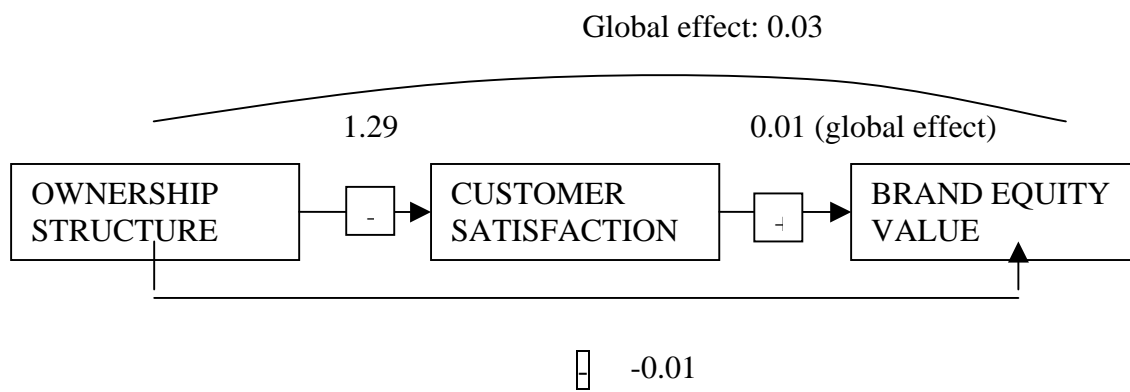 Global effect: 0.03
1.29
0.01 (global effect)
OWNERSHIP
STRUCTURE
-
CUSTOMER
SATISFACTION
BRAND EQUITY
VALUE
- -0.01